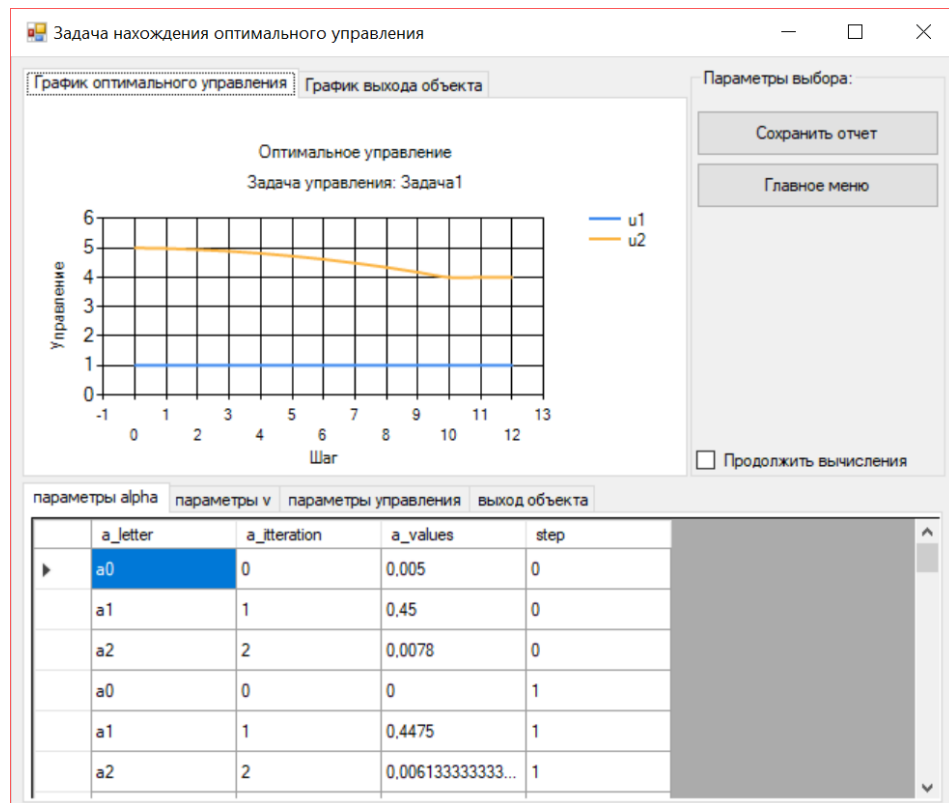 Задача нахождения оптимального управления
График оптимального управления График выхода объекта
Оптимальное управление
Задача управления: Задача1
Управление
6
5
4
3
2
1
0
-1 1 3 5 7 9 11 13
0 2 4 6 8 10 12
Шаг
u1
u2
Параметры выбора:
Сохранить отчет
Главное меню
Продолжить вычисления
параметры alpha параметры v параметры управления выход объекта
a_letter a_itteration a_values step
a0 0 0,005 0
a1 1 0,45 0
a2 2 0,0078 0
a0 0 0 1
a1 1 0,4475 1
a2 2 0,006133333333... 1